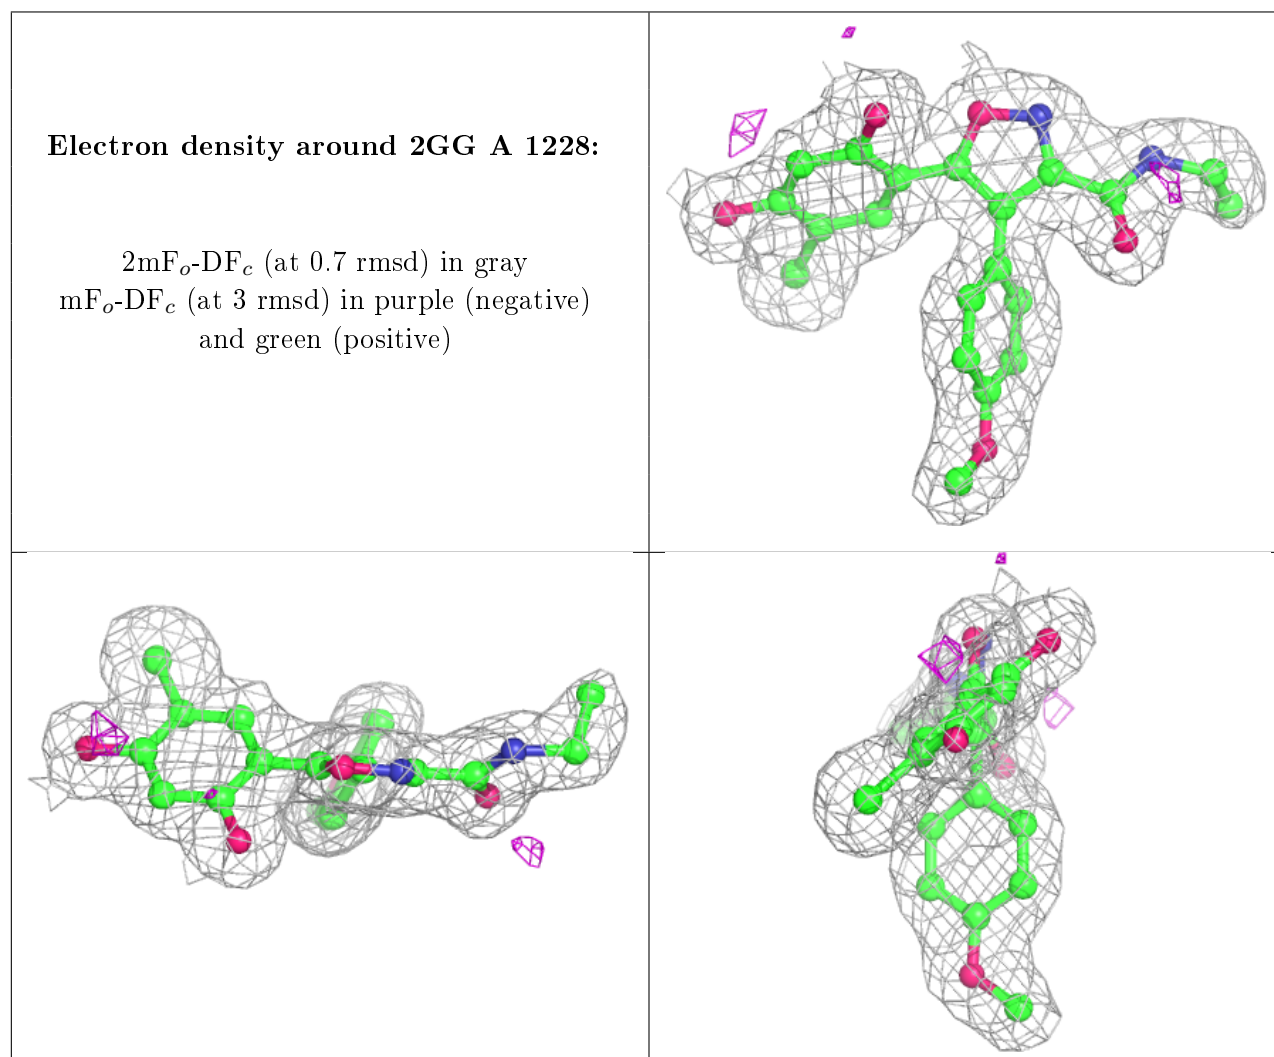 Electron density around 2GG A 1228:
2mFₒ-DF𝒸 (at 0.7 rmsd) in gray
mFₒ-DF𝒸 (at 3 rmsd) in purple (negative)
and green (positive)